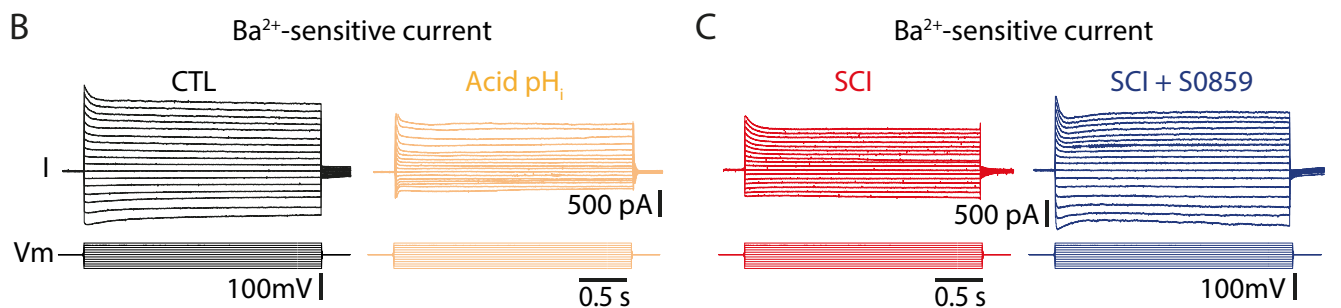 B
Ba²⁺-sensitive current
CTL
Acid pHᵢ
I
500 pA
Vm
100mV
0.5 s
C
Ba²⁺-sensitive current
SCI
SCI + S0859
500 pA
0.5 s
100mV